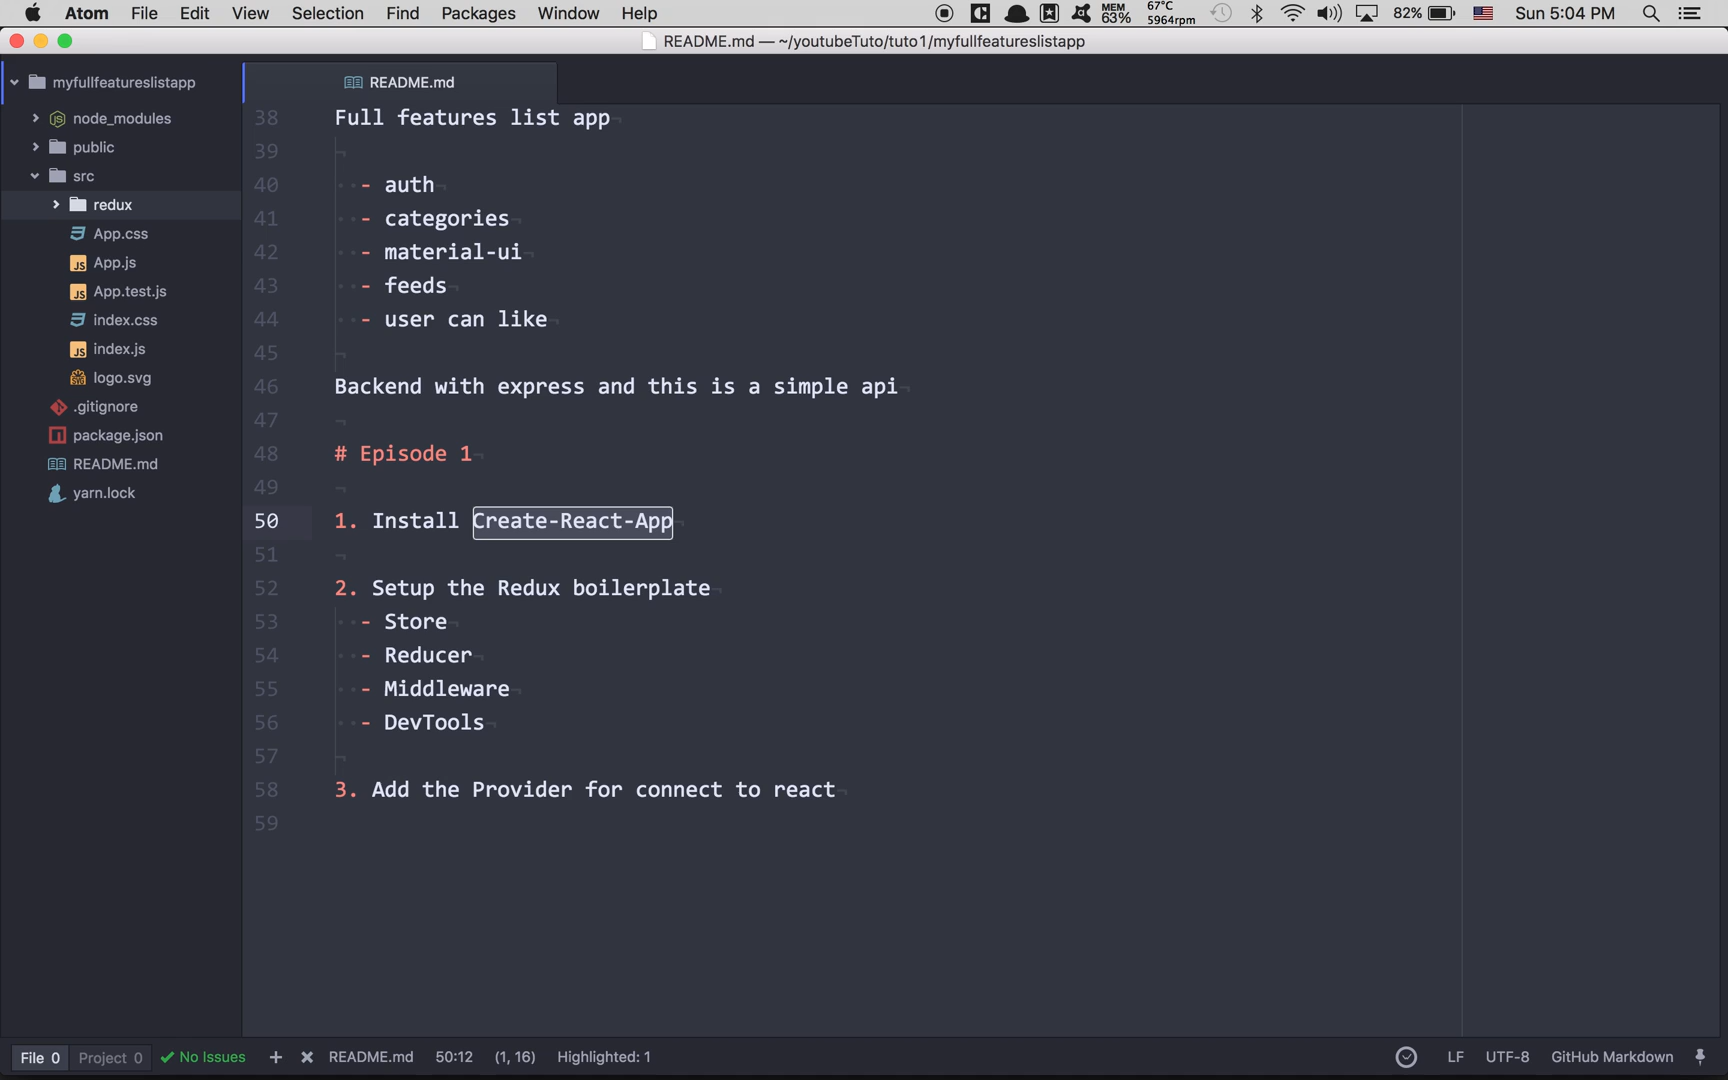 Atom File Edit View Selection Find Packages Window Help MEM 63% 67°C 5964rpm 82% Sun 5:04 PM
README.md — ~/youtubeTuto/tuto1/myfullfeatureslistapp
myfullfeatureslistapp
node_modules
public
src
redux
App.css
App.js
App.test.js
index.css
index.js
logo.svg
.gitignore
package.json
README.md
yarn.lock
README.md
38 Full features list app
39
40 - auth
41 - categories
42 - material-ui
43 - feeds
44 - user can like
45
46 Backend with express and this is a simple api
47
48 # Episode 1
49
50 1. Install Create-React-App
51
52 2. Setup the Redux boilerplate
53 - Store
54 - Reducer
55 - Middleware
56 - DevTools
57
58 3. Add the Provider for connect to react
59
File 0 Project 0 No Issues README.md 50:12 (1, 16) Highlighted: 1 LF UTF-8 GitHub Markdown